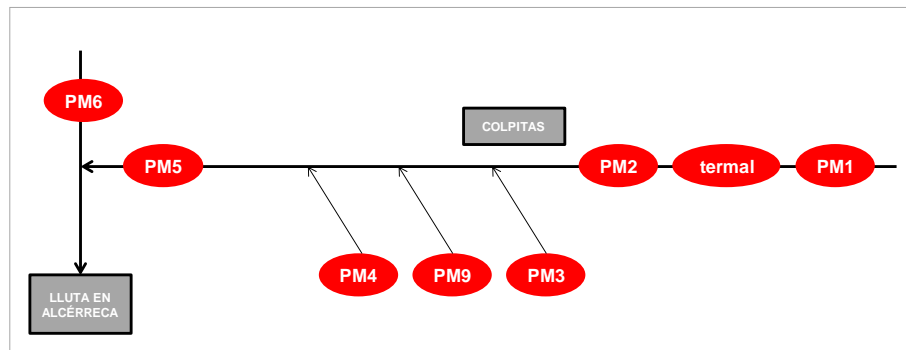 PM6
COLPITAS
PM5
PM2
termal
PM1
PM4
PM9
PM3
LLUTA EN
ALCÉRRECA